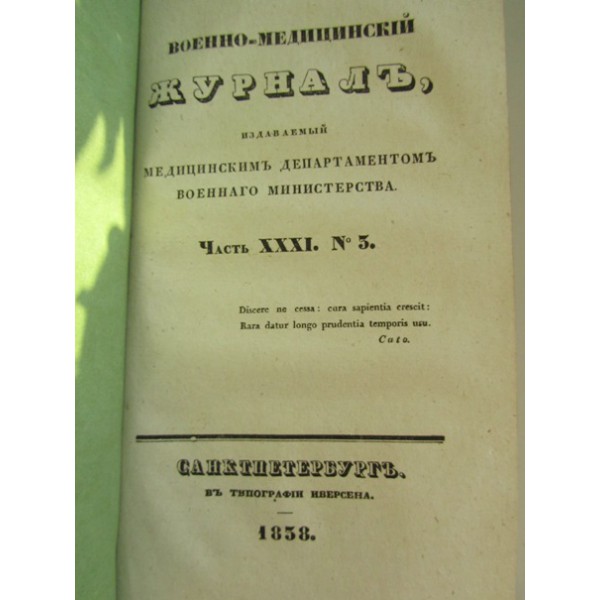 ВОЕННО-МЕДИЦИНСКІЙ
ЖУРНАЛЪ,
ИЗДАВАЕМЫЙ
МЕДИЦИНСКИМЪ ДЕПАРТАМЕНТОМЪ
ВОЕННАГО МИНИСТЕРСТВА.
ЧАСТЬ XXXI. № 3.
Discere ne cessa: cura sapientia crescit:
Rara datur longo prudentia temporis usu.
Cato.
САНКТПЕТЕРБУРГЪ.
ВЪ ТИПОГРАФІИ ИВЕРСЕНА.
1838.